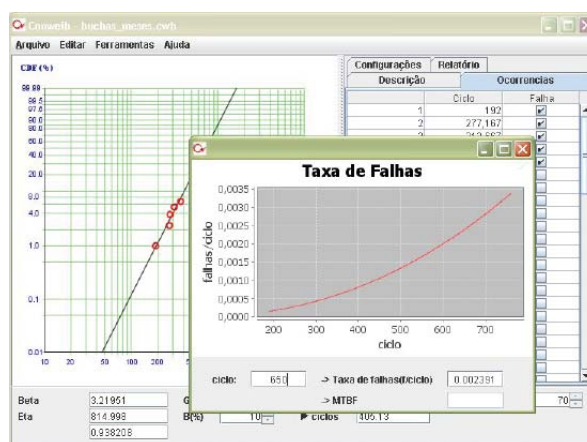 Conweib - buchas_meses.cwh
Arquivo Editar Ferramentas Ajuda
CDF (%)
99.99
99.5
97.0
90.0
80.0
60.0
40.0
20.0
8.0
4.0
1.0
0.1
0.01
10 20 50 100 200
Configurações Relatório
Descrição Ocorrencias
Ciclo Falha
1 192
2 277,167
Taxa de Falhas
falhas/ciclo
0,0035
0,0030
0,0025
0,0020
0,0015
0,0010
0,0005
0,0000
200 300 400 500 600 700
ciclo
ciclo: 650 -> Taxa de falhas(f/ciclo) 0.002391
-> MTBF
Beta 3.21951
Eta 814.998
0.938208
B(%) 10 ciclos 405.13
70